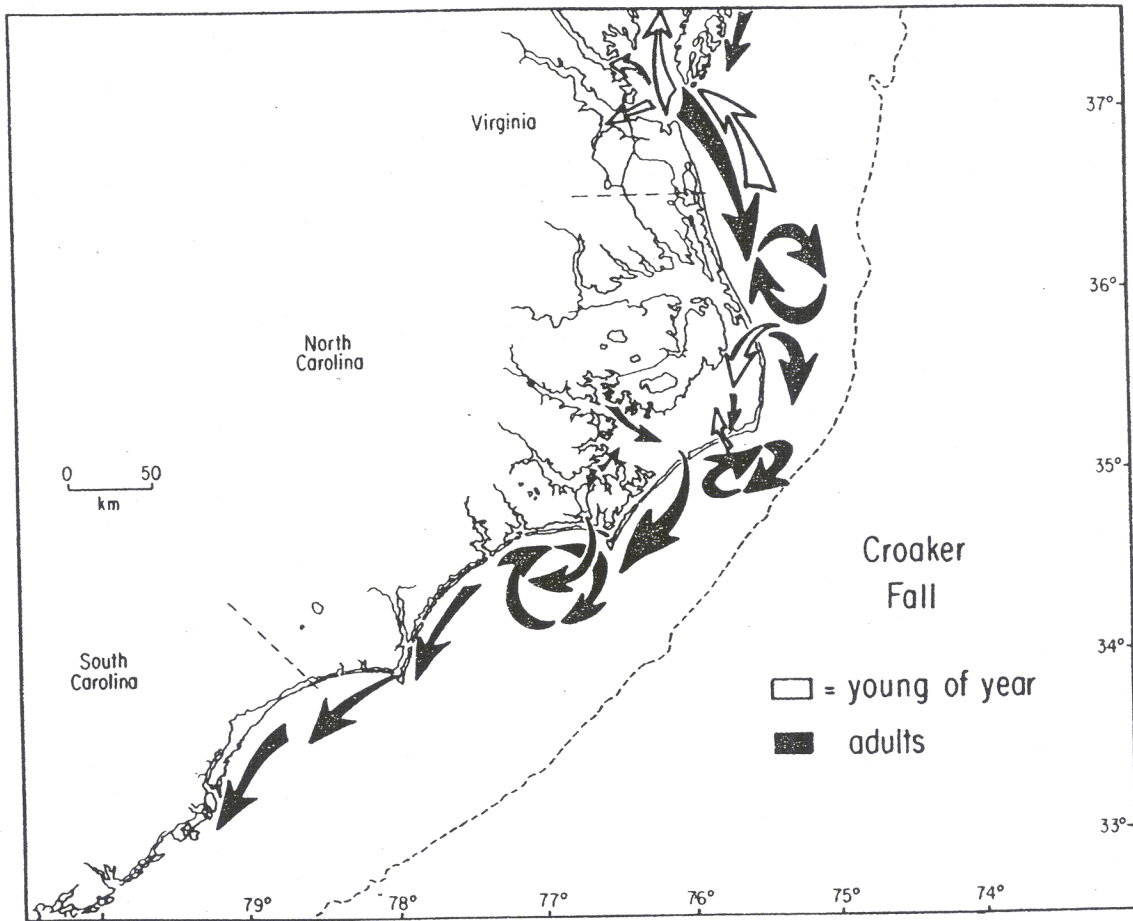 Virginia
37°
36°
North
Carolina
0 50
km
35°
Croaker
Fall
34°
South
Carolina
= young of year
adults
33°
79° 78° 77° 76° 75° 74°